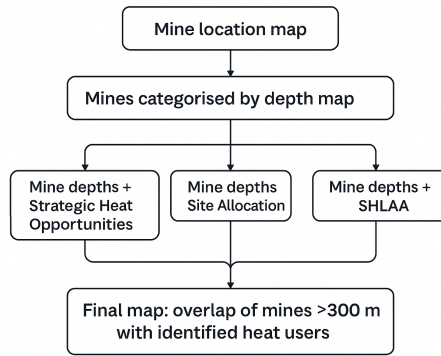 Mine location map
Mines categorised by depth map
Mine depths +
Strategic Heat
Opportunities
Mine depths
Site Allocation
Mine depths +
SHLAA
Final map: overlap of mines >300 m
with identified heat users